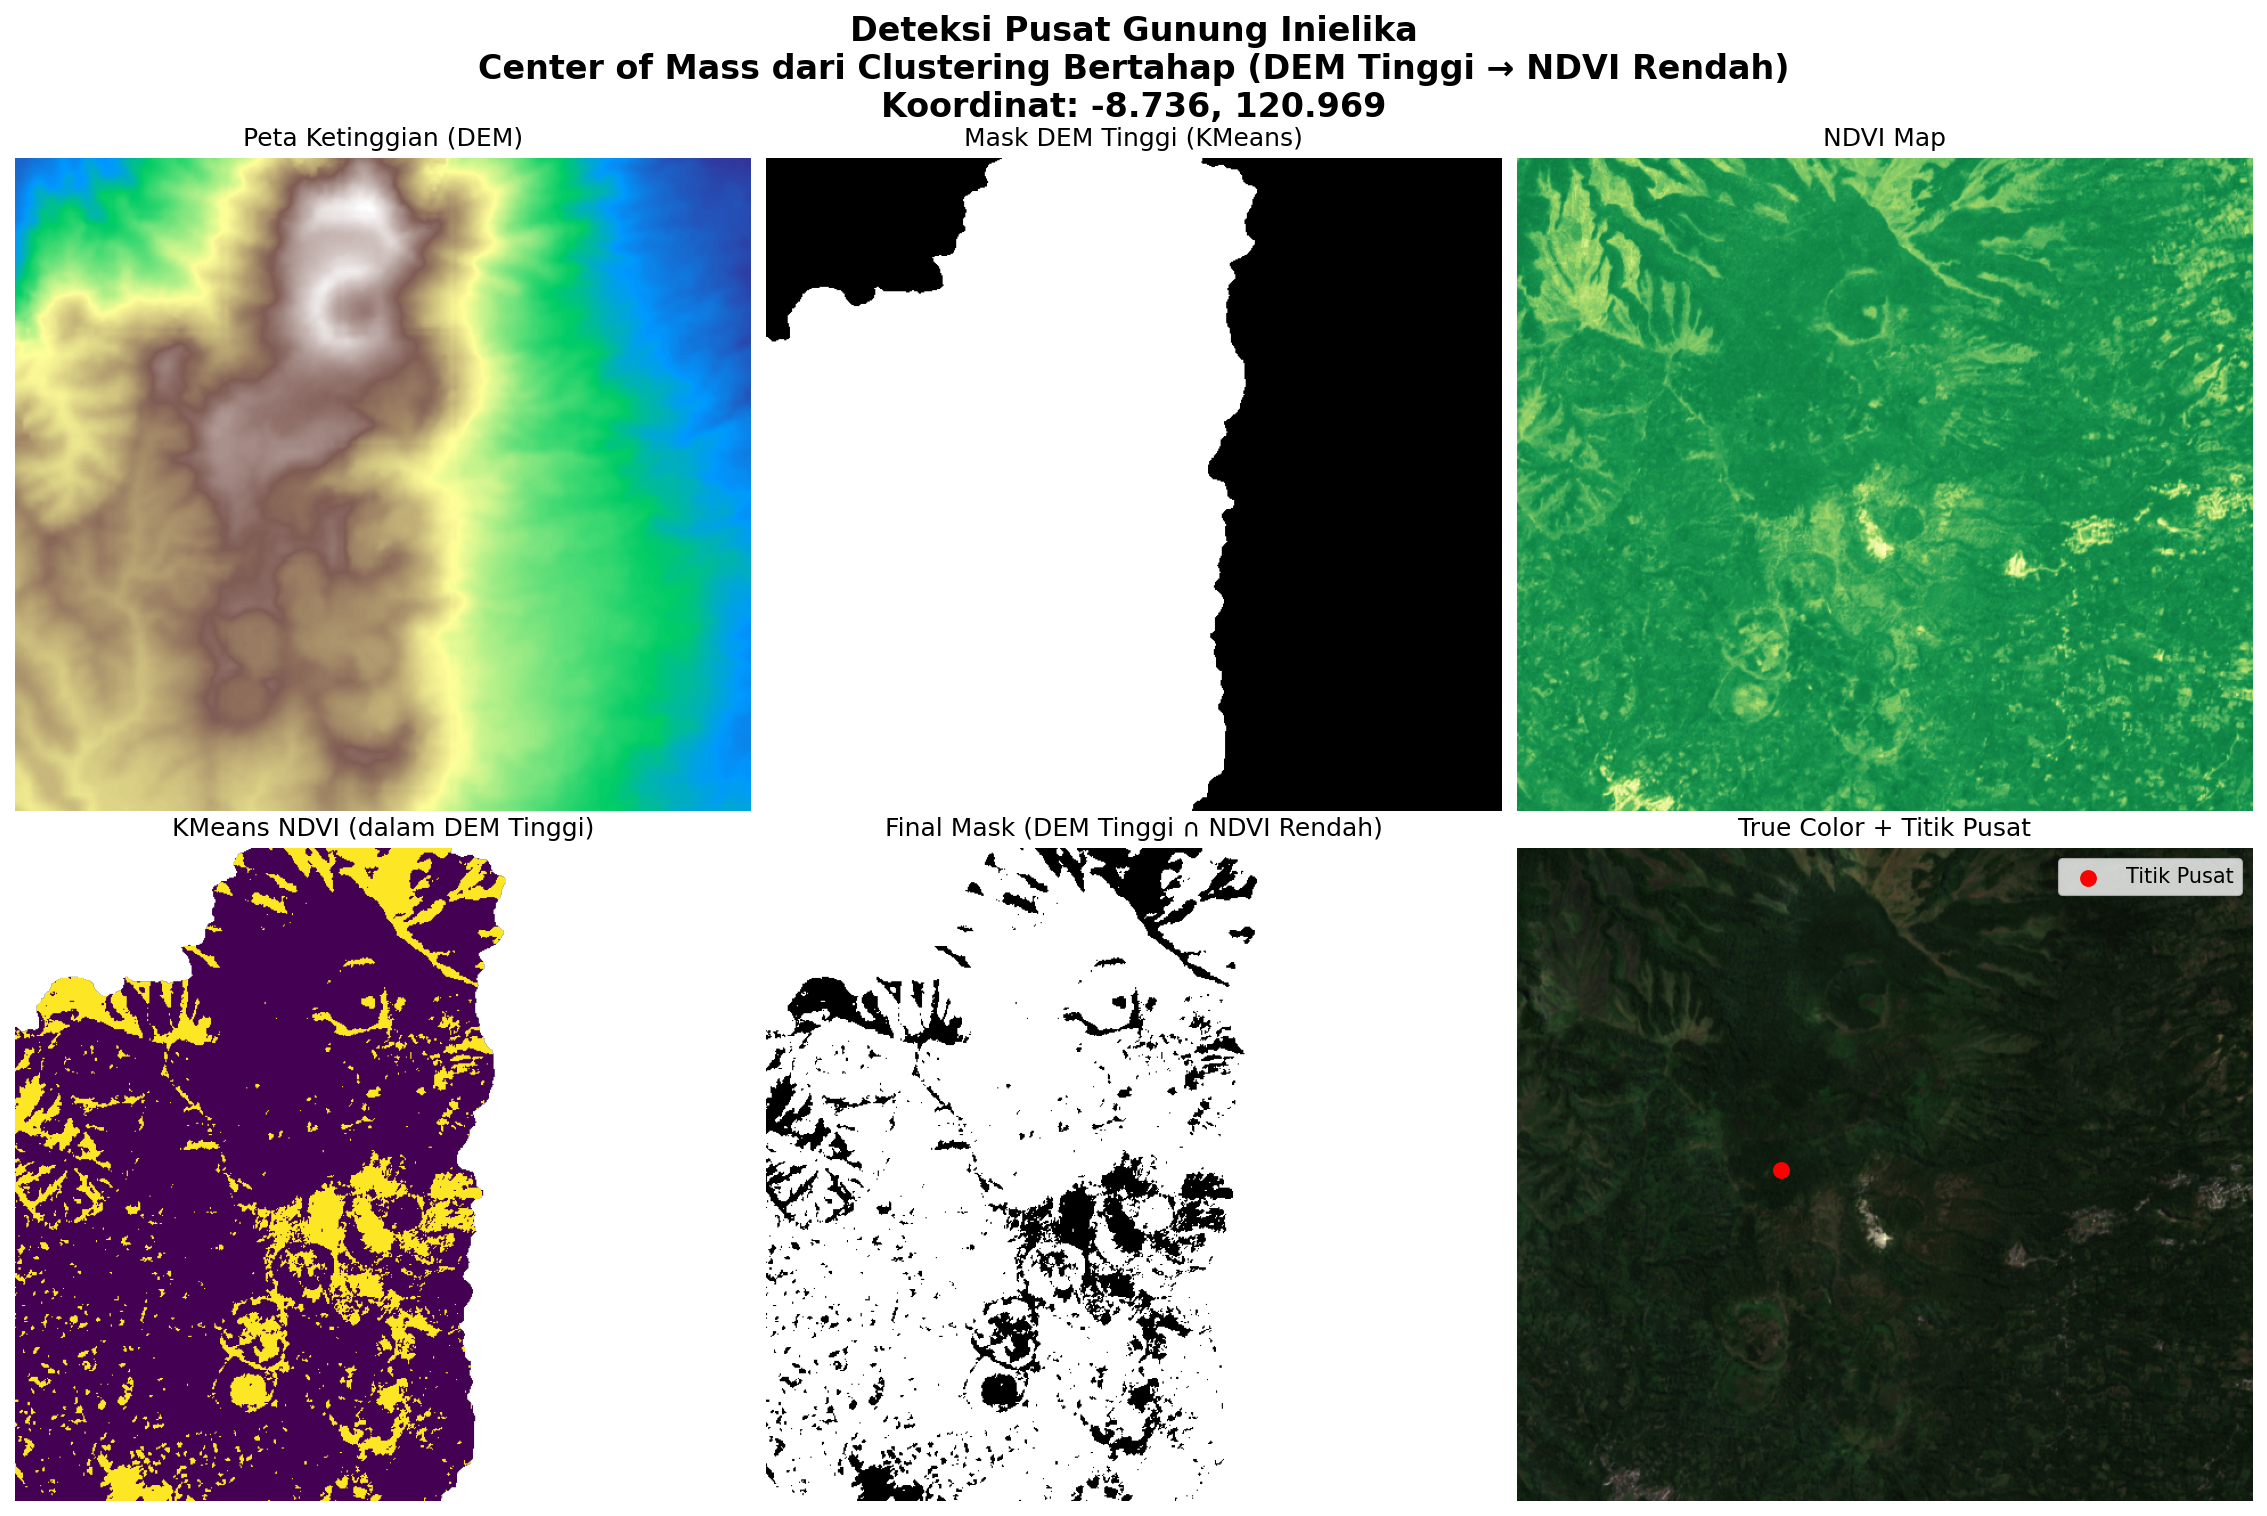 Deteksi Pusat Gunung Inielika
Center of Mass dari Clustering Bertahap (DEM Tinggi → NDVI Rendah)
Koordinat: -8.736, 120.969
Peta Ketinggian (DEM)
Mask DEM Tinggi (KMeans)
NDVI Map
KMeans NDVI (dalam DEM Tinggi)
Final Mask (DEM Tinggi ∩ NDVI Rendah)
True Color + Titik Pusat
Titik Pusat